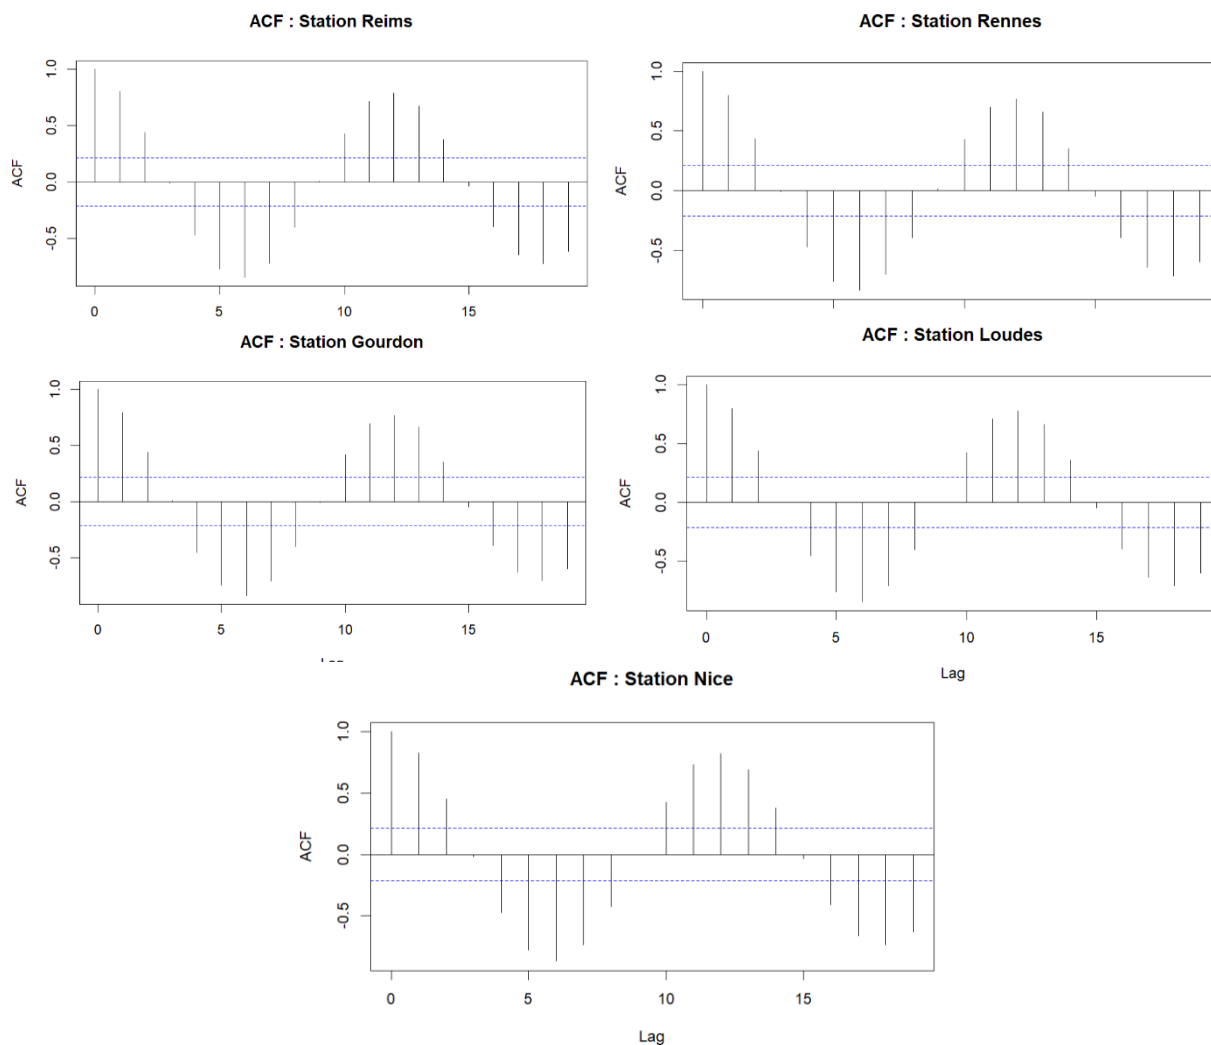 ACF : Station Reims
ACF
1.0
0.5
0.0
-0.5
0 5 10 15
ACF : Station Rennes
ACF
1.0
0.5
0.0
-0.5
ACF : Station Gourdon
ACF
1.0
0.5
0.0
-0.5
0 5 10 15
ACF : Station Loudes
ACF
1.0
0.5
0.0
-0.5
0 5 10 15
Lag
ACF : Station Nice
ACF
1.0
0.5
0.0
-0.5
0 5 10 15
Lag